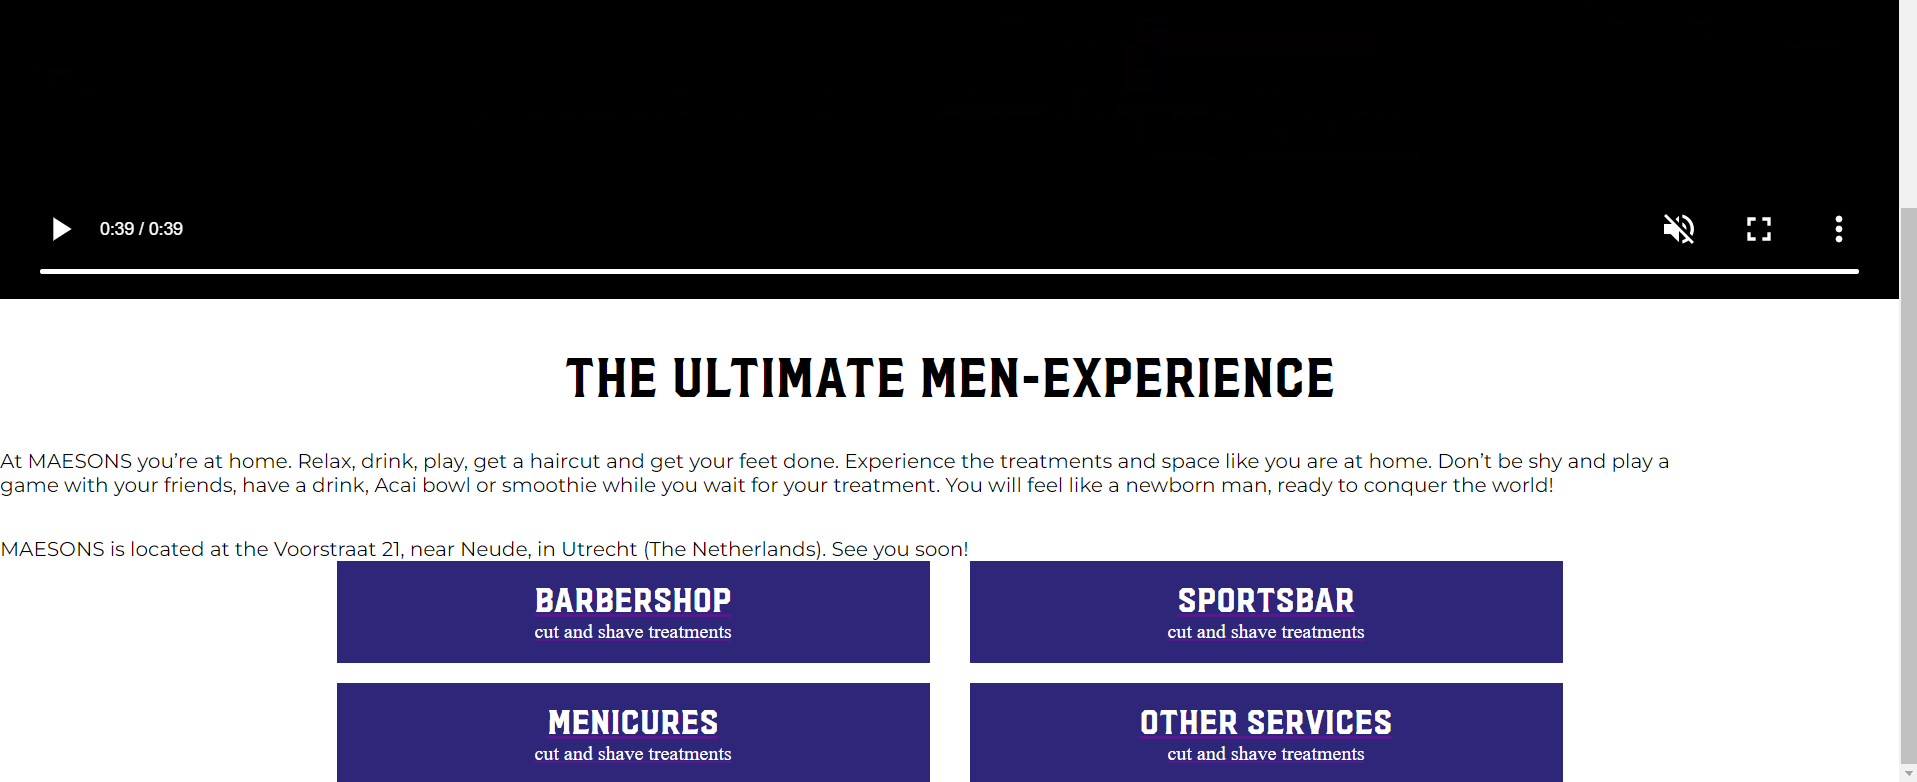 0:39 / 0:39
THE ULTIMATE MEN-EXPERIENCE
At MAESONS you’re at home. Relax, drink, play, get a haircut and get your feet done. Experience the treatments and space like you are at home. Don’t be shy and play a
game with your friends, have a drink, Acai bowl or smoothie while you wait for your treatment. You will feel like a newborn man, ready to conquer the world!
MAESONS is located at the Voorstraat 21, near Neude, in Utrecht (The Netherlands). See you soon!
BARBERSHOP
cut and shave treatments
SPORTSBAR
cut and shave treatments
MENICURES
cut and shave treatments
OTHER SERVICES
cut and shave treatments